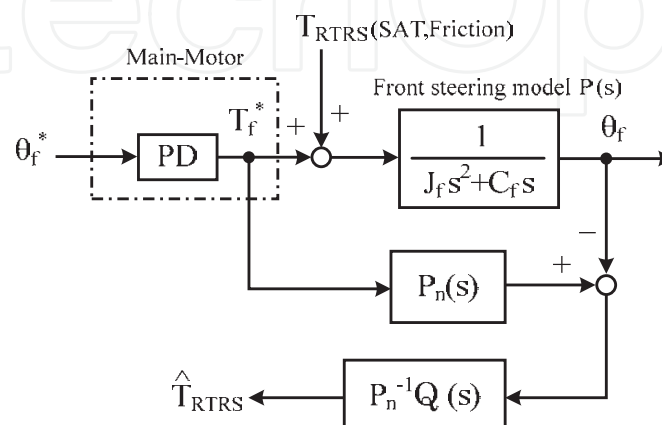 T_RTRS(SAT,Friction)
Main-Motor
Front steering model P(s)
θ_f^*
PD
T_f^*
+
+
1
J_f s^2+C_f s
θ_f
−
P_n(s)
+
T̂_RTRS
P_n^-1 Q (s)